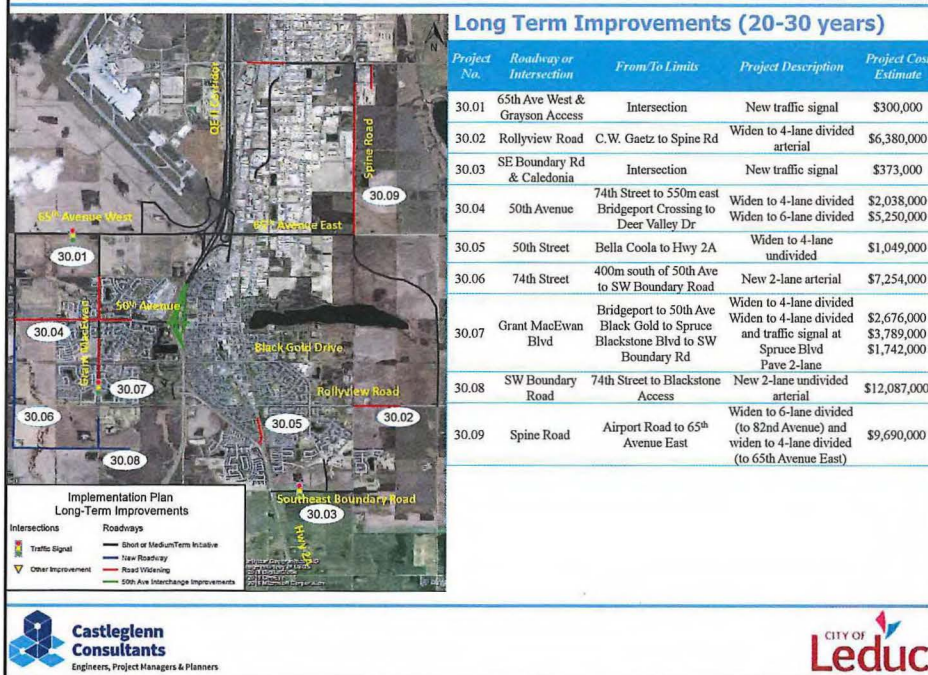 Long Term Improvements (20-30 years)
Project No. Roadway or Intersection From/To Limits Project Description Project Cost Estimate
30.01 65th Ave West & Grayson Access Intersection New traffic signal $300,000
30.02 Rollyview Road C.W. Gaetz to Spine Rd Widen to 4-lane divided arterial $6,380,000
30.03 SE Boundary Rd & Caledonia Intersection New traffic signal $373,000
30.04 50th Avenue 74th Street to 550m east Bridgeport Crossing to Deer Valley Dr Widen to 4-lane divided Widen to 6-lane divided $2,038,000 $5,250,000
30.05 50th Street Bella Coola to Hwy 2A Widen to 4-lane undivided $1,049,000
30.06 74th Street 400m south of 50th Ave to SW Boundary Road New 2-lane arterial $7,254,000
30.07 Grant MacEwan Blvd Bridgeport to 50th Ave Black Gold to Spruce Blackstone Blvd to SW Boundary Rd Widen to 4-lane divided Widen to 4-lane divided and traffic signal at Spruce Blvd Pave 2-lane $2,676,000 $3,789,000 $1,742,000
30.08 SW Boundary Road 74th Street to Blackstone Access New 2-lane undivided arterial $12,087,000
30.09 Spine Road Airport Road to 65th Avenue East Widen to 6-lane divided (to 82nd Avenue) and widen to 4-lane divided (to 65th Avenue East) $9,690,000
N
QE II Corridor
Spine Road
30.09
65th Avenue West
65th Avenue East
30.01
50th Avenue
30.04
Grant MacEwan
Black Gold Drive
30.07
Rollyview Road
30.06
30.05
30.02
30.08
Southeast Boundary Road
30.03
Hwy 2A
Implementation Plan
Long-Term Improvements
Intersections
Roadways
Traffic Signal
Short or Medium Term Initiative
New Roadway
Other Improvement
Road Widening
50th Ave Interchange Improvements
Castleglenn
Consultants
Engineers, Project Managers & Planners
CITY OF
Leduc